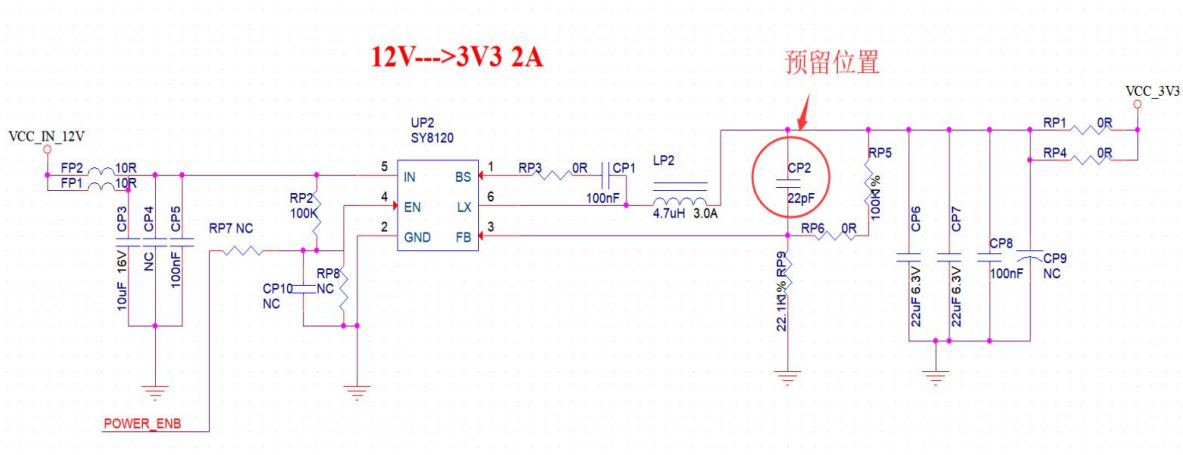 12V--->3V3 2A
预留位置
VCC_3V3
VCC_IN_12V
UP2
SY8120
RP1 0R
RP4 0R
FP2 10R
FP1 10R
5 IN BS 1
4 EN LX 6
2 GND FB 3
RP3 0R
CP1
100nF
LP2
4.7uH 3.0A
CP2
22pF
RP5
100K1%
RP6 0R
RP2
100K
RP7 NC
CP3
10uF 16V
CP4
NC
CP5
100nF
CP10
NC
RP8
NC
RP9
22.1K1%
CP6
22uF 6.3V
CP7
22uF 6.3V
CP8
100nF
CP9
NC
POWER_ENB